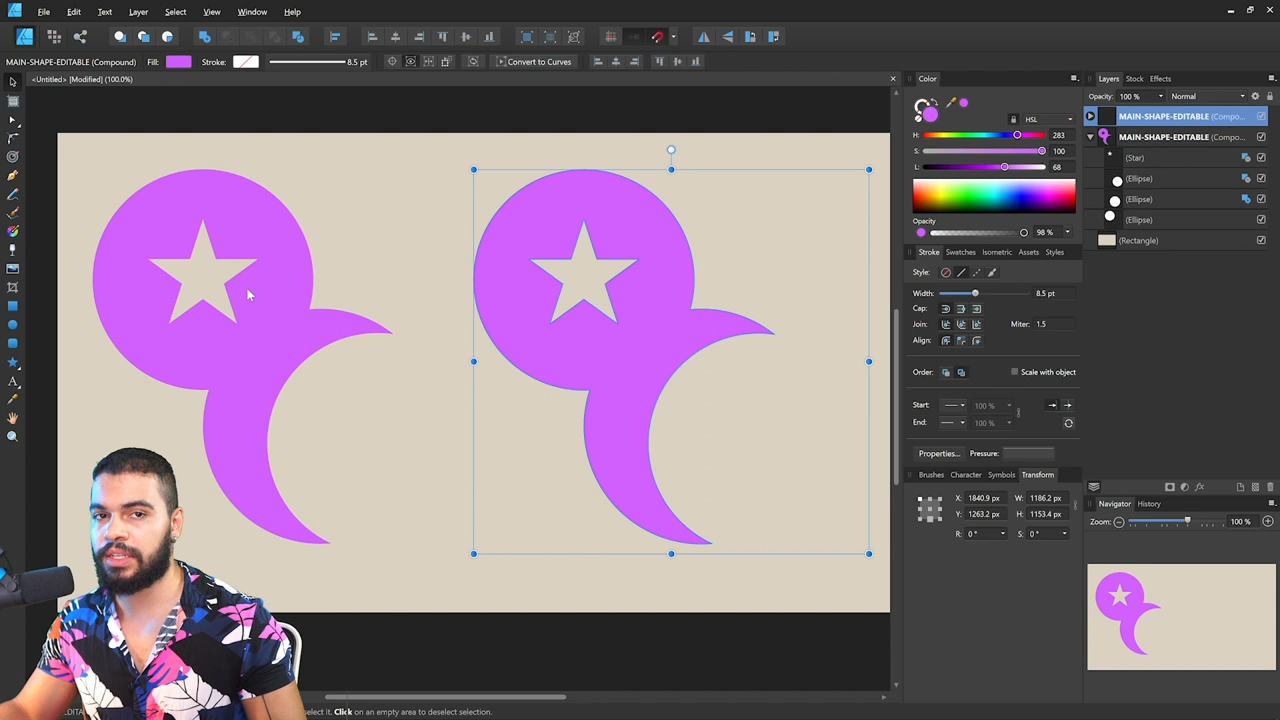 File Edit Text Layer Select View Window Help
MAIN-SHAPE-EDITABLE (Compound) Fill: Stroke: 8.5 pt Convert to Curves
<Untitled> [Modified] (100.0%)
Color
HSL
H: 283
S: 100
L: 68
Opacity
98 %
Stroke Swatches Isometric Assets Styles
Style:
Width: 8.5 pt
Cap:
Join: Miter: 1.5
Align:
Order: Scale with object
Start: 100 %
End: 100 %
Properties... Pressure:
Brushes Character Symbols Transform
X: 1840.9 px W: 1186.2 px
Y: 1263.2 px H: 1153.4 px
R: 0 ° S: 0 °
Layers Stock Effects
Opacity: 100 % Normal
MAIN-SHAPE-EDITABLE (Compo...
MAIN-SHAPE-EDITABLE (Compo...
(Star)
(Ellipse)
(Ellipse)
(Ellipse)
(Rectangle)
Navigator History
Zoom: 100 %
select it. Click on an empty area to deselect selection.